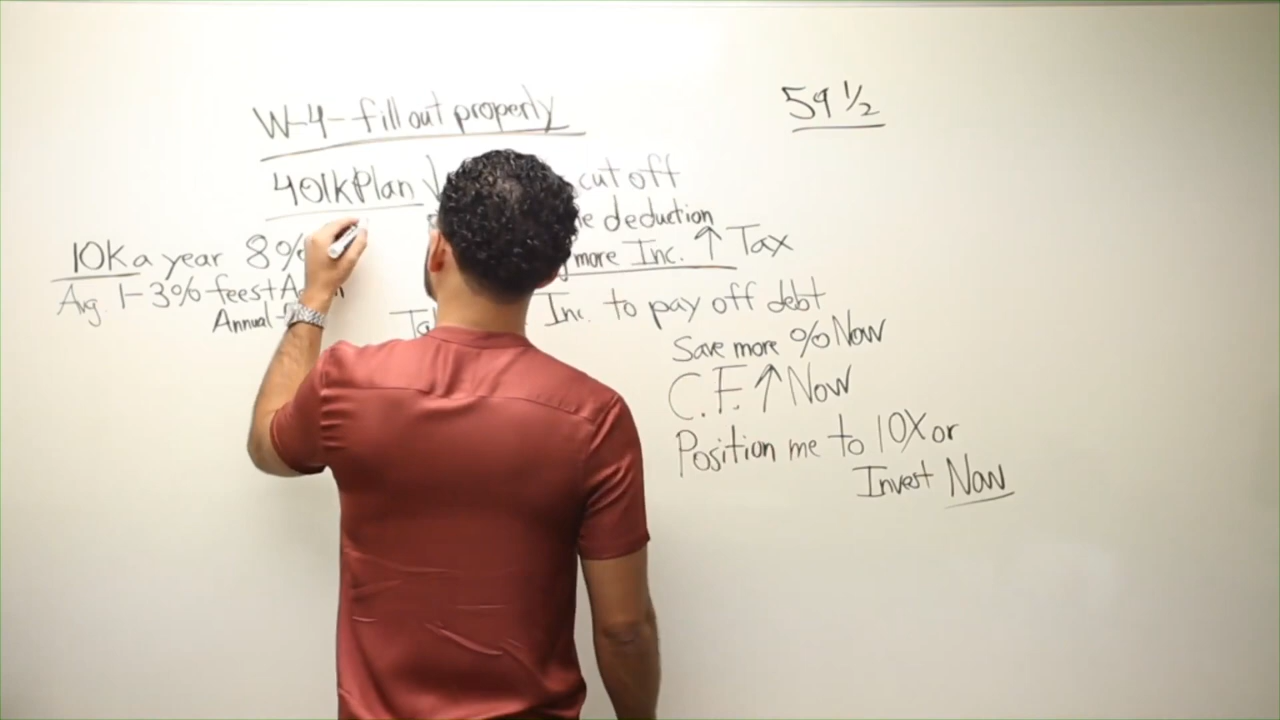 W-4- fill out properly
59 1/2
401k Plan
cut off
deduction
more Inc. ↑ Tax
10K a year 8%
Avg. 1-3% fees +
Annual -
Inc. to pay off debt
Save more % Now
C.F. ↑ Now
Position me to 10X or
Invest Now